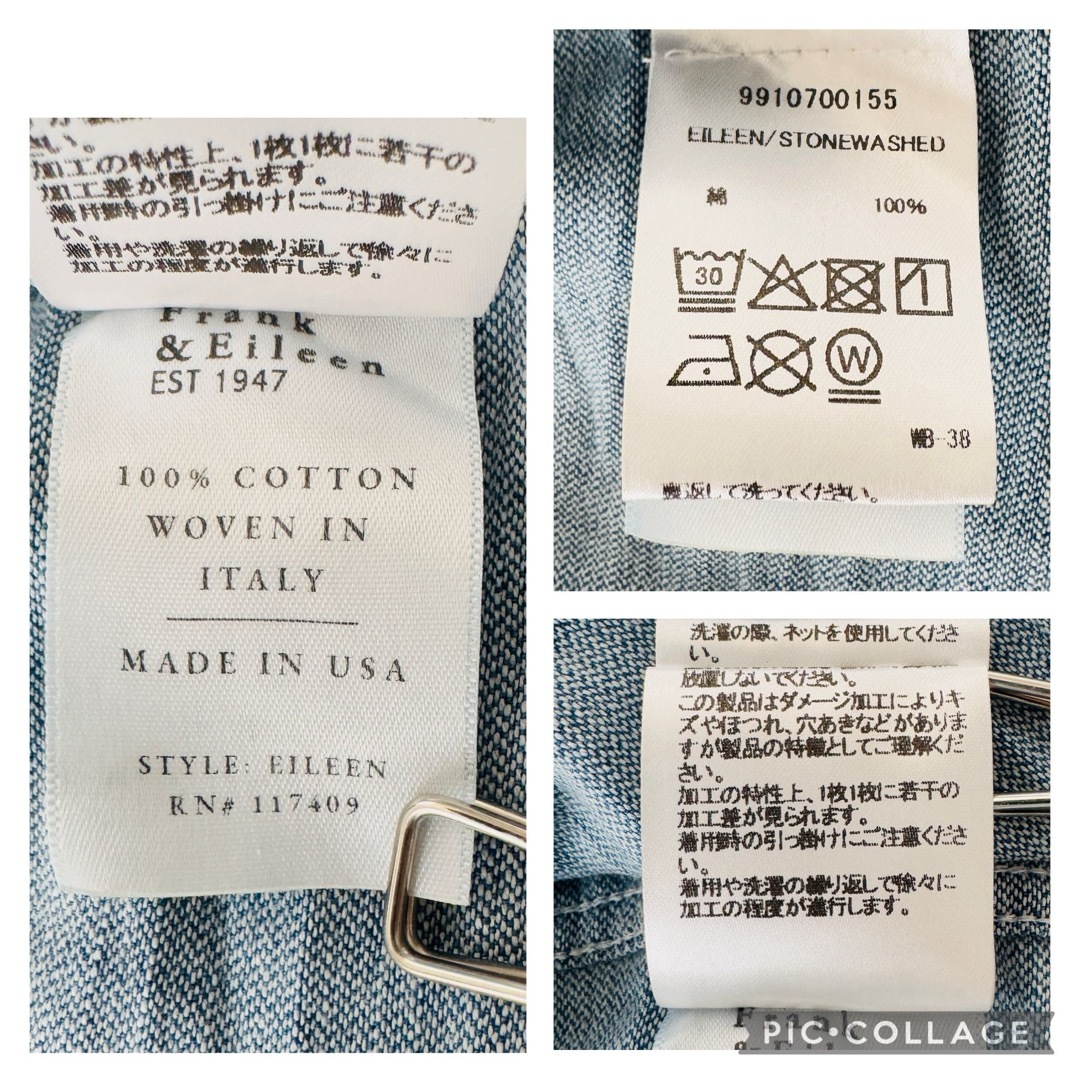 い。
加工の特性上、1枚1枚に若干の
加工差が見られます。
着用時の引っ掛けにご注意くださ
い。
着用や洗濯の繰り返しで徐々に
加工の程度が進行します。
Frank
& Eileen
EST 1947
100% COTTON
WOVEN IN
ITALY
MADE IN USA
STYLE: EILEEN
RN# 117409
9910700155
EILEEN/STONEWASHED
綿 100%
30
W
WB-38
裏返して洗ってください。
洗濯の際、ネットを使用してくださ
い。
放置しないでください。
この製品はダメージ加工によりキ
ズやほつれ、穴あきなどがありま
すが製品の特徴としてご理解くだ
さい。
加工の特性上、1枚1枚に若干の
加工差が見られます。
着用時の引っ掛けにご注意くださ
い。
着用や洗濯の繰り返しで徐々に
加工の程度が進行します。
Frank
PIC•COLLAGE